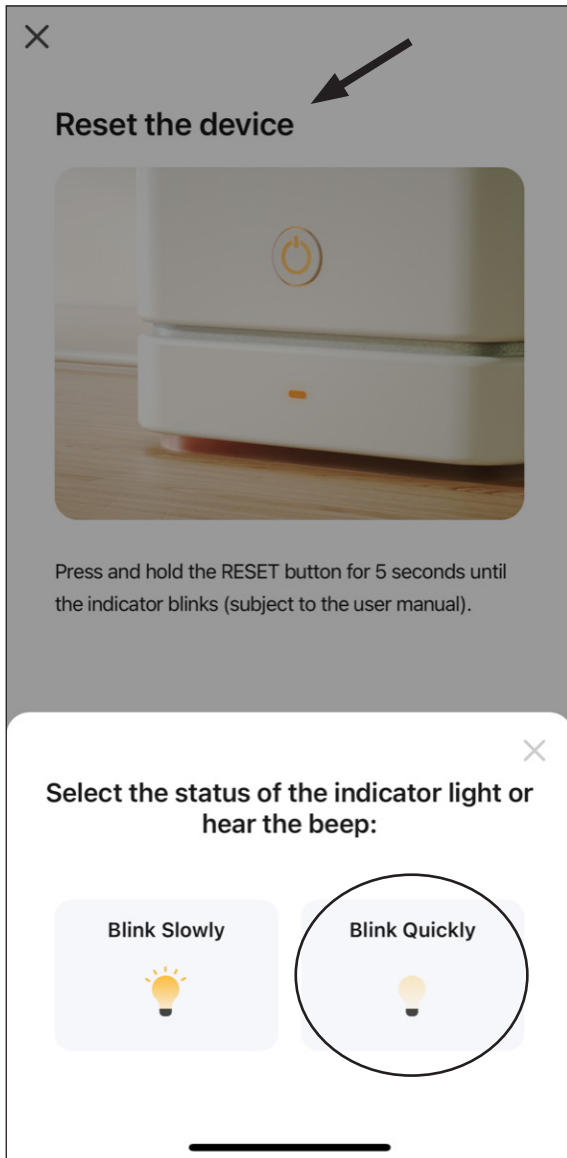 Reset the device
Press and hold the RESET button for 5 seconds until
the indicator blinks (subject to the user manual).
Select the status of the indicator light or
hear the beep:
Blink Slowly
Blink Quickly